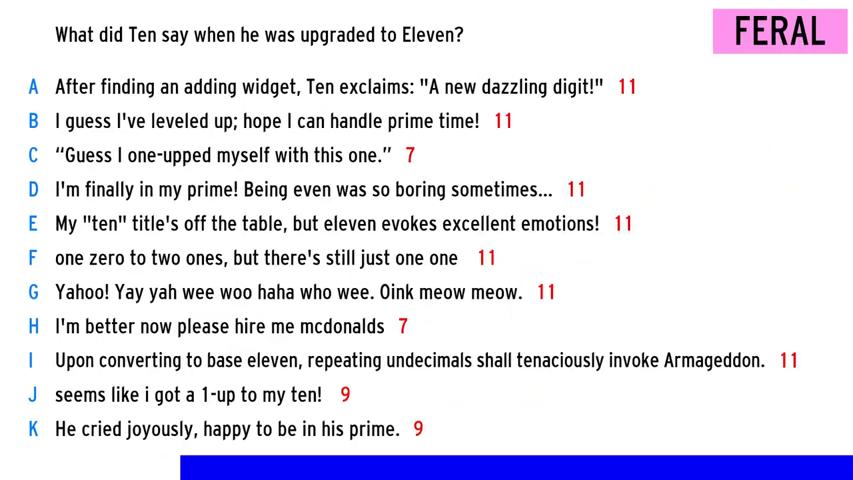 What did Ten say when he was upgraded to Eleven?
FERAL
A After finding an adding widget, Ten exclaims: "A new dazzling digit!" 11
B I guess I've leveled up; hope I can handle prime time! 11
C “Guess I one-upped myself with this one.” 7
D I'm finally in my prime! Being even was so boring sometimes... 11
E My "ten" title's off the table, but eleven evokes excellent emotions! 11
F one zero to two ones, but there's still just one one 11
G Yahoo! Yay yah wee woo haha who wee. Oink meow meow. 11
H I'm better now please hire me mcdonalds 7
I Upon converting to base eleven, repeating undecimals shall tenaciously invoke Armageddon. 11
J seems like i got a 1-up to my ten! 9
K He cried joyously, happy to be in his prime. 9